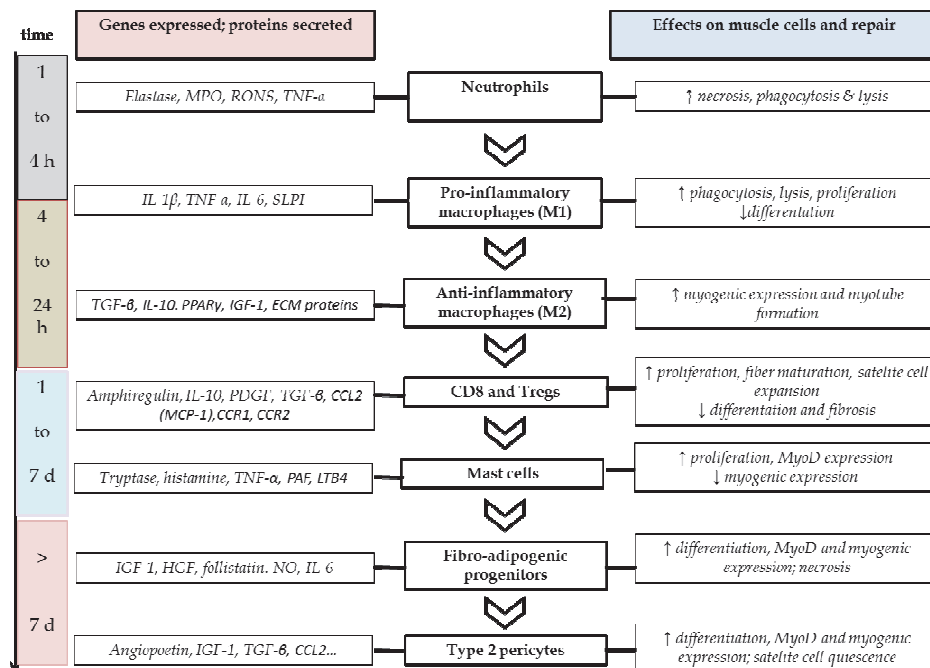 Genes expressed; proteins secreted
Effects on muscle cells and repair
time
1
to
4 h
Elastase, MPO, RONS, TNF-α
Neutrophils
↑ necrosis, phagocytosis & lysis
IL 1β, TNF α, IL 6, SLPI
Pro-inflammatory
macrophages (M1)
↑ phagocytosis, lysis, proliferation
↓differentation
4
to
24
h
TGF-β, IL-10. PPARγ, IGF-1, ECM proteins
Anti-inflammatory
macrophages (M2)
↑ myogenic expression and myotube
formation
1
to
7 d
Amphiregulin, IL-10, PDGF, TGF-β, CCL2
(MCP-1),CCR1, CCR2
CD8 and Tregs
↑ proliferation, fiber maturation, satelite cell
expansion
↓ differentation and fibrosis
Tryptase, histamine, TNF-α, PAF, LTB4
Mast cells
↑ proliferation, MyoD expression
↓ myogenic expression
>
7 d
IGF 1, HGF, follistatin. NO, IL 6
Fibro-adipogenic
progenitors
↑ differentiation, MyoD and myogenic
expression; necrosis
Angiopoetin, IGF-1, TGF-β, CCL2...
Type 2 pericytes
↑ differentiation, MyoD and myogenic
expression; satellite cell quiescence